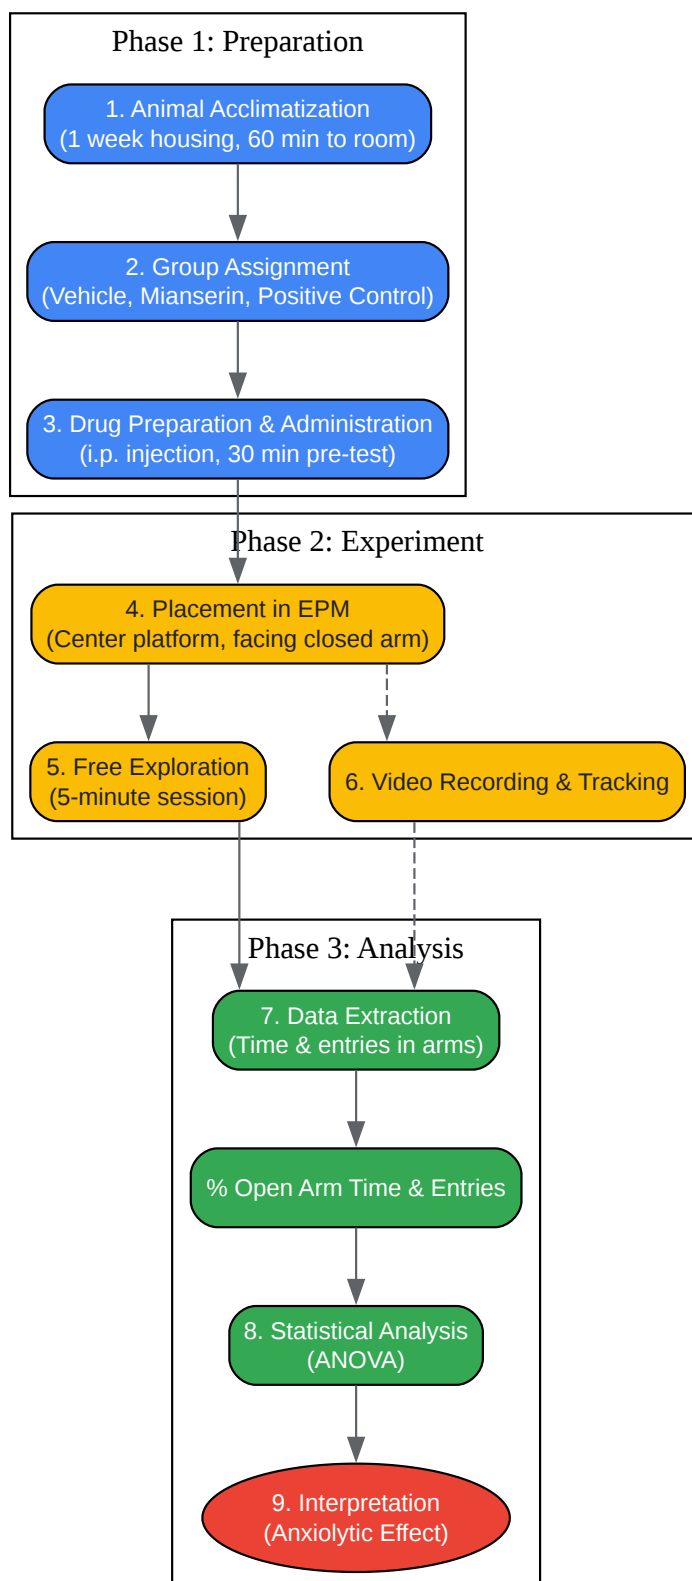 Phase 1: Preparation
1. Animal Acclimatization
(1 week housing, 60 min to room)
2. Group Assignment
(Vehicle, Mianserin, Positive Control)
3. Drug Preparation & Administration
(i.p. injection, 30 min pre-test)
Phase 2: Experiment
4. Placement in EPM
(Center platform, facing closed arm)
5. Free Exploration
(5-minute session)
6. Video Recording & Tracking
Phase 3: Analysis
7. Data Extraction
(Time & entries in arms)
% Open Arm Time & Entries
8. Statistical Analysis
(ANOVA)
9. Interpretation
(Anxiolytic Effect)